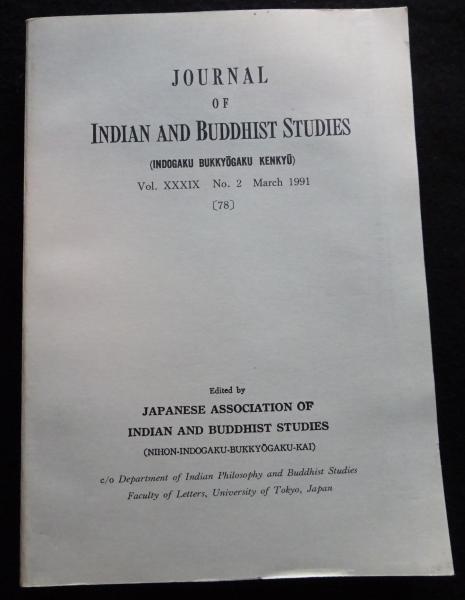 JOURNAL
OF
INDIAN AND BUDDHIST STUDIES
(INDOGAKU BUKKYŌGAKU KENKYŪ)
Vol. XXXIX No. 2 March 1991
〔78〕
Edited by
JAPANESE ASSOCIATION OF
INDIAN AND BUDDHIST STUDIES
(NIHON-INDOGAKU-BUKKYŌGAKU-KAI)
c/o Department of Indian Philosophy and Buddhist Studies
Faculty of Letters, University of Tokyo, Japan